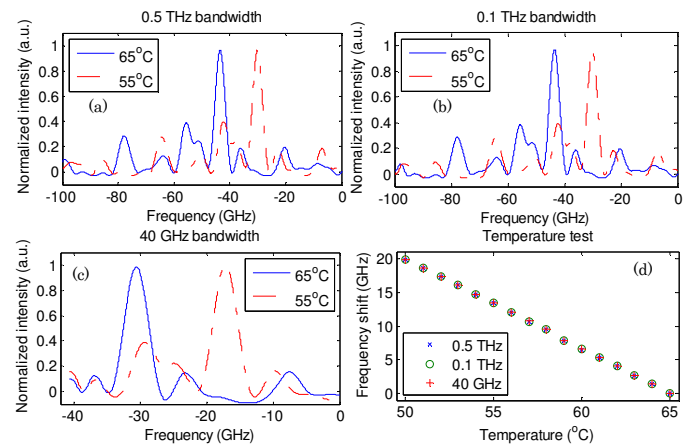 0.5 THz bandwidth
Normalized intensity (a.u.)
1
0.8
0.6
0.4
0.2
0
65°C
55°C
(a)
-100 -80 -60 -40 -20 0
Frequency (GHz)
0.1 THz bandwidth
Normalized intensity (a.u.)
1
0.8
0.6
0.4
0.2
0
65°C
55°C
(b)
-100 -80 -60 -40 -20 0
Frequency (GHz)
40 GHz bandwidth
Normalized intensity (a.u.)
1
0.8
0.6
0.4
0.2
0
(c)
65°C
55°C
-40 -30 -20 -10 0
Frequency (GHz)
Temperature test
Frequency shift (GHz)
20
15
10
5
0
(d)
0.5 THz
0.1 THz
40 GHz
50 55 60 65
Temperature (°C)